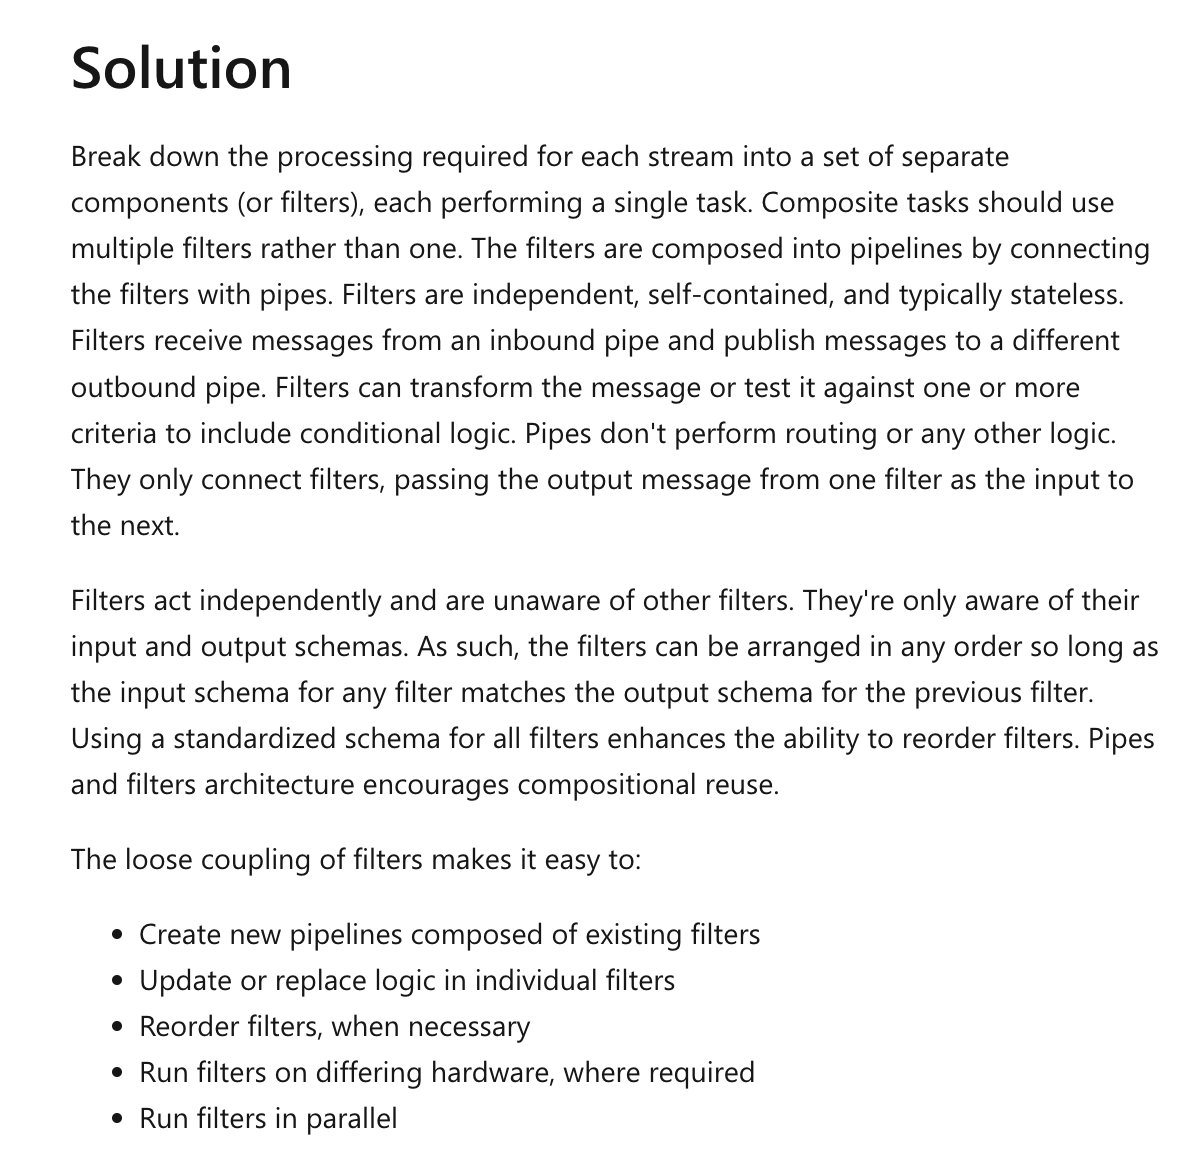 Solution
Break down the processing required for each stream into a set of separate
components (or filters), each performing a single task. Composite tasks should use
multiple filters rather than one. The filters are composed into pipelines by connecting
the filters with pipes. Filters are independent, self-contained, and typically stateless.
Filters receive messages from an inbound pipe and publish messages to a different
outbound pipe. Filters can transform the message or test it against one or more
criteria to include conditional logic. Pipes don't perform routing or any other logic.
They only connect filters, passing the output message from one filter as the input to
the next.
Filters act independently and are unaware of other filters. They're only aware of their
input and output schemas. As such, the filters can be arranged in any order so long as
the input schema for any filter matches the output schema for the previous filter.
Using a standardized schema for all filters enhances the ability to reorder filters. Pipes
and filters architecture encourages compositional reuse.
The loose coupling of filters makes it easy to:
• Create new pipelines composed of existing filters
• Update or replace logic in individual filters
• Reorder filters, when necessary
• Run filters on differing hardware, where required
• Run filters in parallel